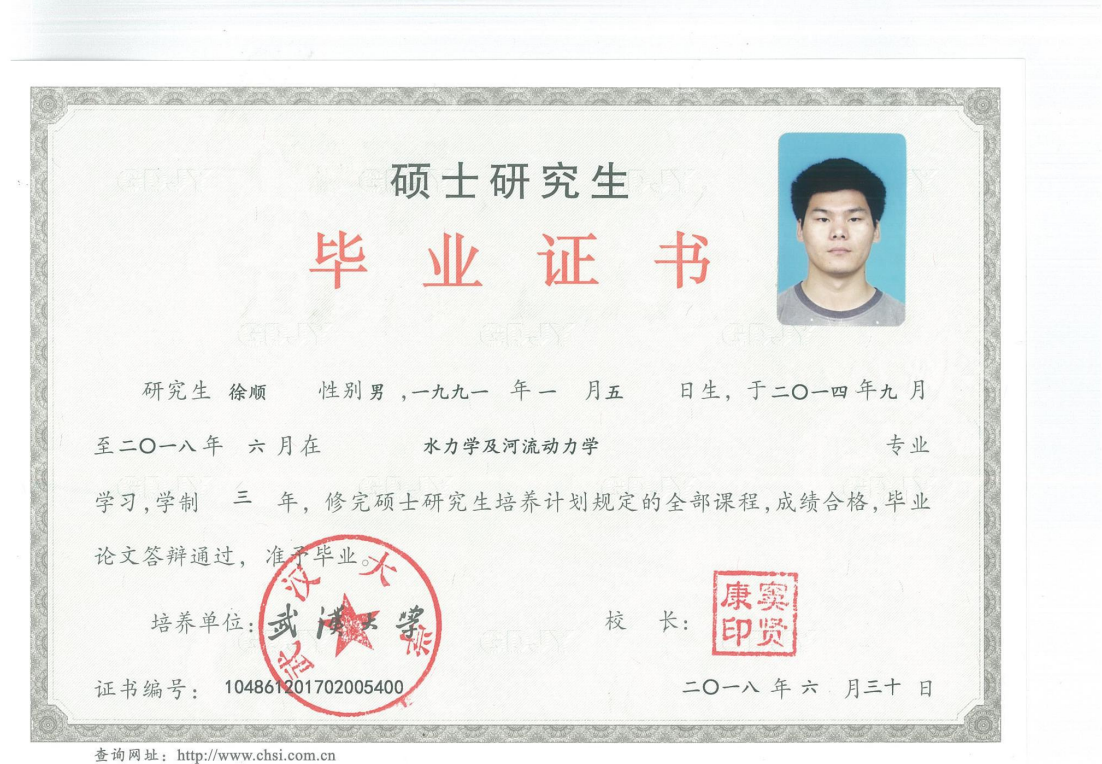 硕士研究生
毕业证书
研究生 徐顺 性别男,一九九一 年一 月五 日生，于二〇一四年九月
至二〇一八年 六月在 水力学及河流动力学 专业
学习,学制 三 年，修完硕士研究生培养计划规定的全部课程,成绩合格,毕业
论文答辩通过，准予毕业。
武汉大学
培养单位:武漢大学
校 长:
窦贤康印
证书编号： 104861201702005400
二〇一八 年 六 月三十 日
查询网址：http://www.chsi.com.cn